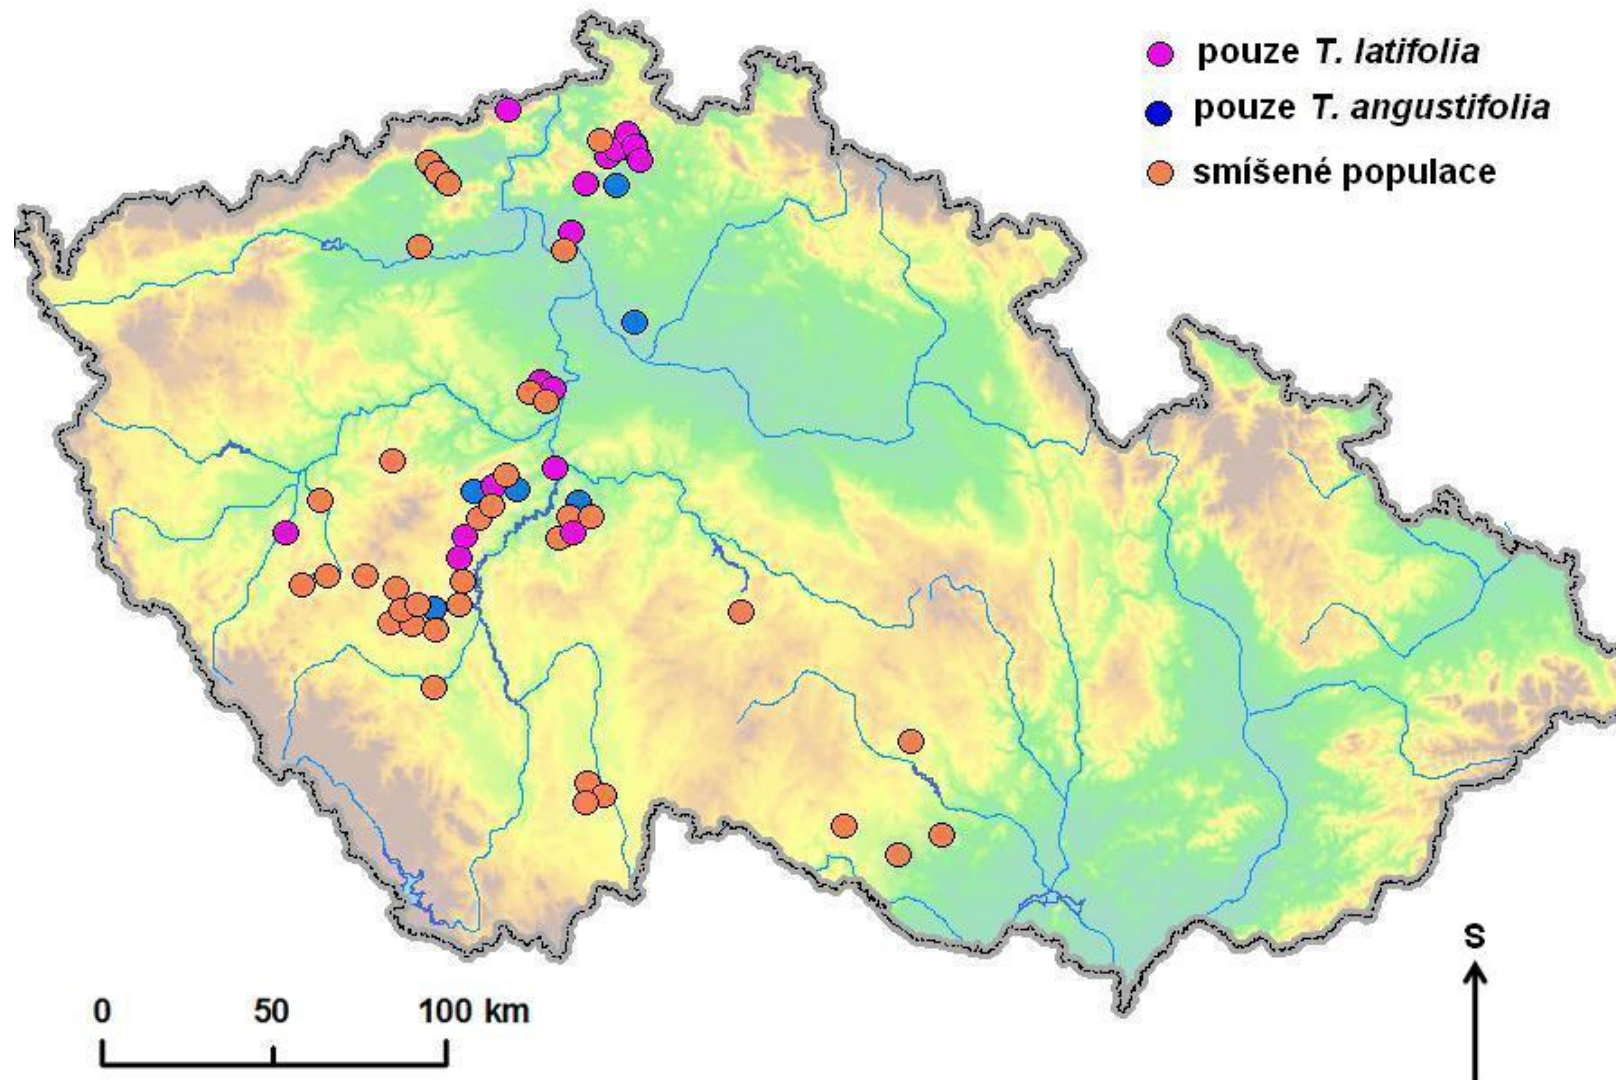 pouze T. latifolia
pouze T. angustifolia
smíšené populace
S
0 50 100 km